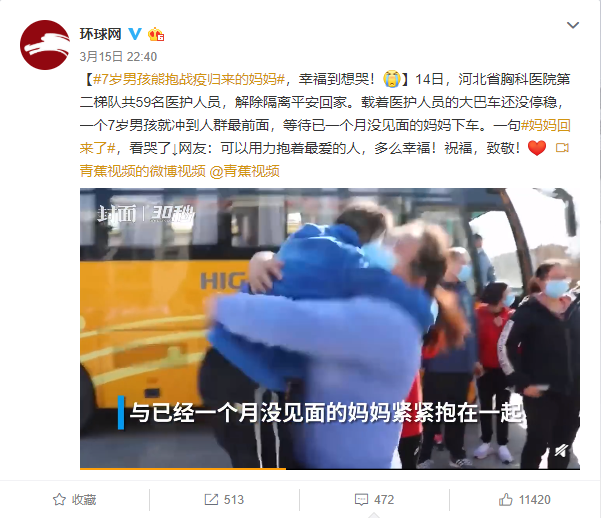 环球网
3月15日 22:40
【#7岁男孩熊抱战疫归来的妈妈#，幸福到想哭！ 】14日，河北省胸科医院第
二梯队共59名医护人员，解除隔离平安回家。载着医护人员的大巴车还没停稳，
一个7岁男孩就冲到人群最前面，等待已一个月没见面的妈妈下车。一句#妈妈回
来了#，看哭了↓网友：可以用力抱着最爱的人，多么幸福！祝福，致敬！
青蕉视频的微博视频 @青蕉视频
封面 30秒
HIG
与已经一个月没见面的妈妈紧紧抱在一起
收藏 513 472 11420